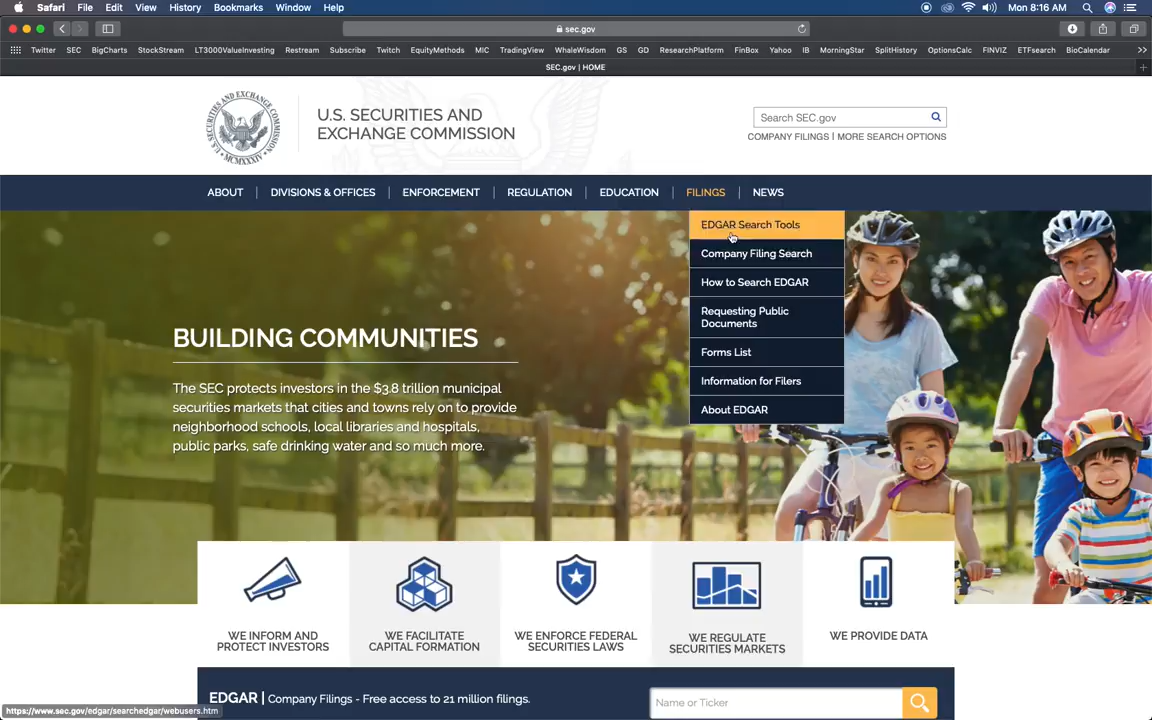 Safari File Edit View History Bookmarks Window Help Mon 8:16 AM
sec.gov
Twitter SEC BigCharts StockStream LT3000ValueInvesting Restream Subscribe Twitch EquityMethods MIC TradingView WhaleWisdom GS GD ResearchPlatform FinBox Yahoo IB MorningStar SplitHistory OptionsCalc FINVIZ ETFsearch BioCalendar
SEC.gov | HOME
U.S. SECURITIES AND
EXCHANGE COMMISSION
Search SEC.gov
COMPANY FILINGS | MORE SEARCH OPTIONS
ABOUT | DIVISIONS & OFFICES | ENFORCEMENT | REGULATION | EDUCATION | FILINGS | NEWS
EDGAR Search Tools
Company Filing Search
How to Search EDGAR
Requesting Public
Documents
Forms List
Information for Filers
About EDGAR
BUILDING COMMUNITIES
The SEC protects investors in the $3.8 trillion municipal
securities markets that cities and towns rely on to provide
neighborhood schools, local libraries and hospitals,
public parks, safe drinking water and so much more.
WE INFORM AND
PROTECT INVESTORS
WE FACILITATE
CAPITAL FORMATION
WE ENFORCE FEDERAL
SECURITIES LAWS
WE REGULATE
SECURITIES MARKETS
WE PROVIDE DATA
EDGAR | Company Filings - Free access to 21 million filings.
Name or Ticker
https://www.sec.gov/edgar/searchedgar/webusers.htm